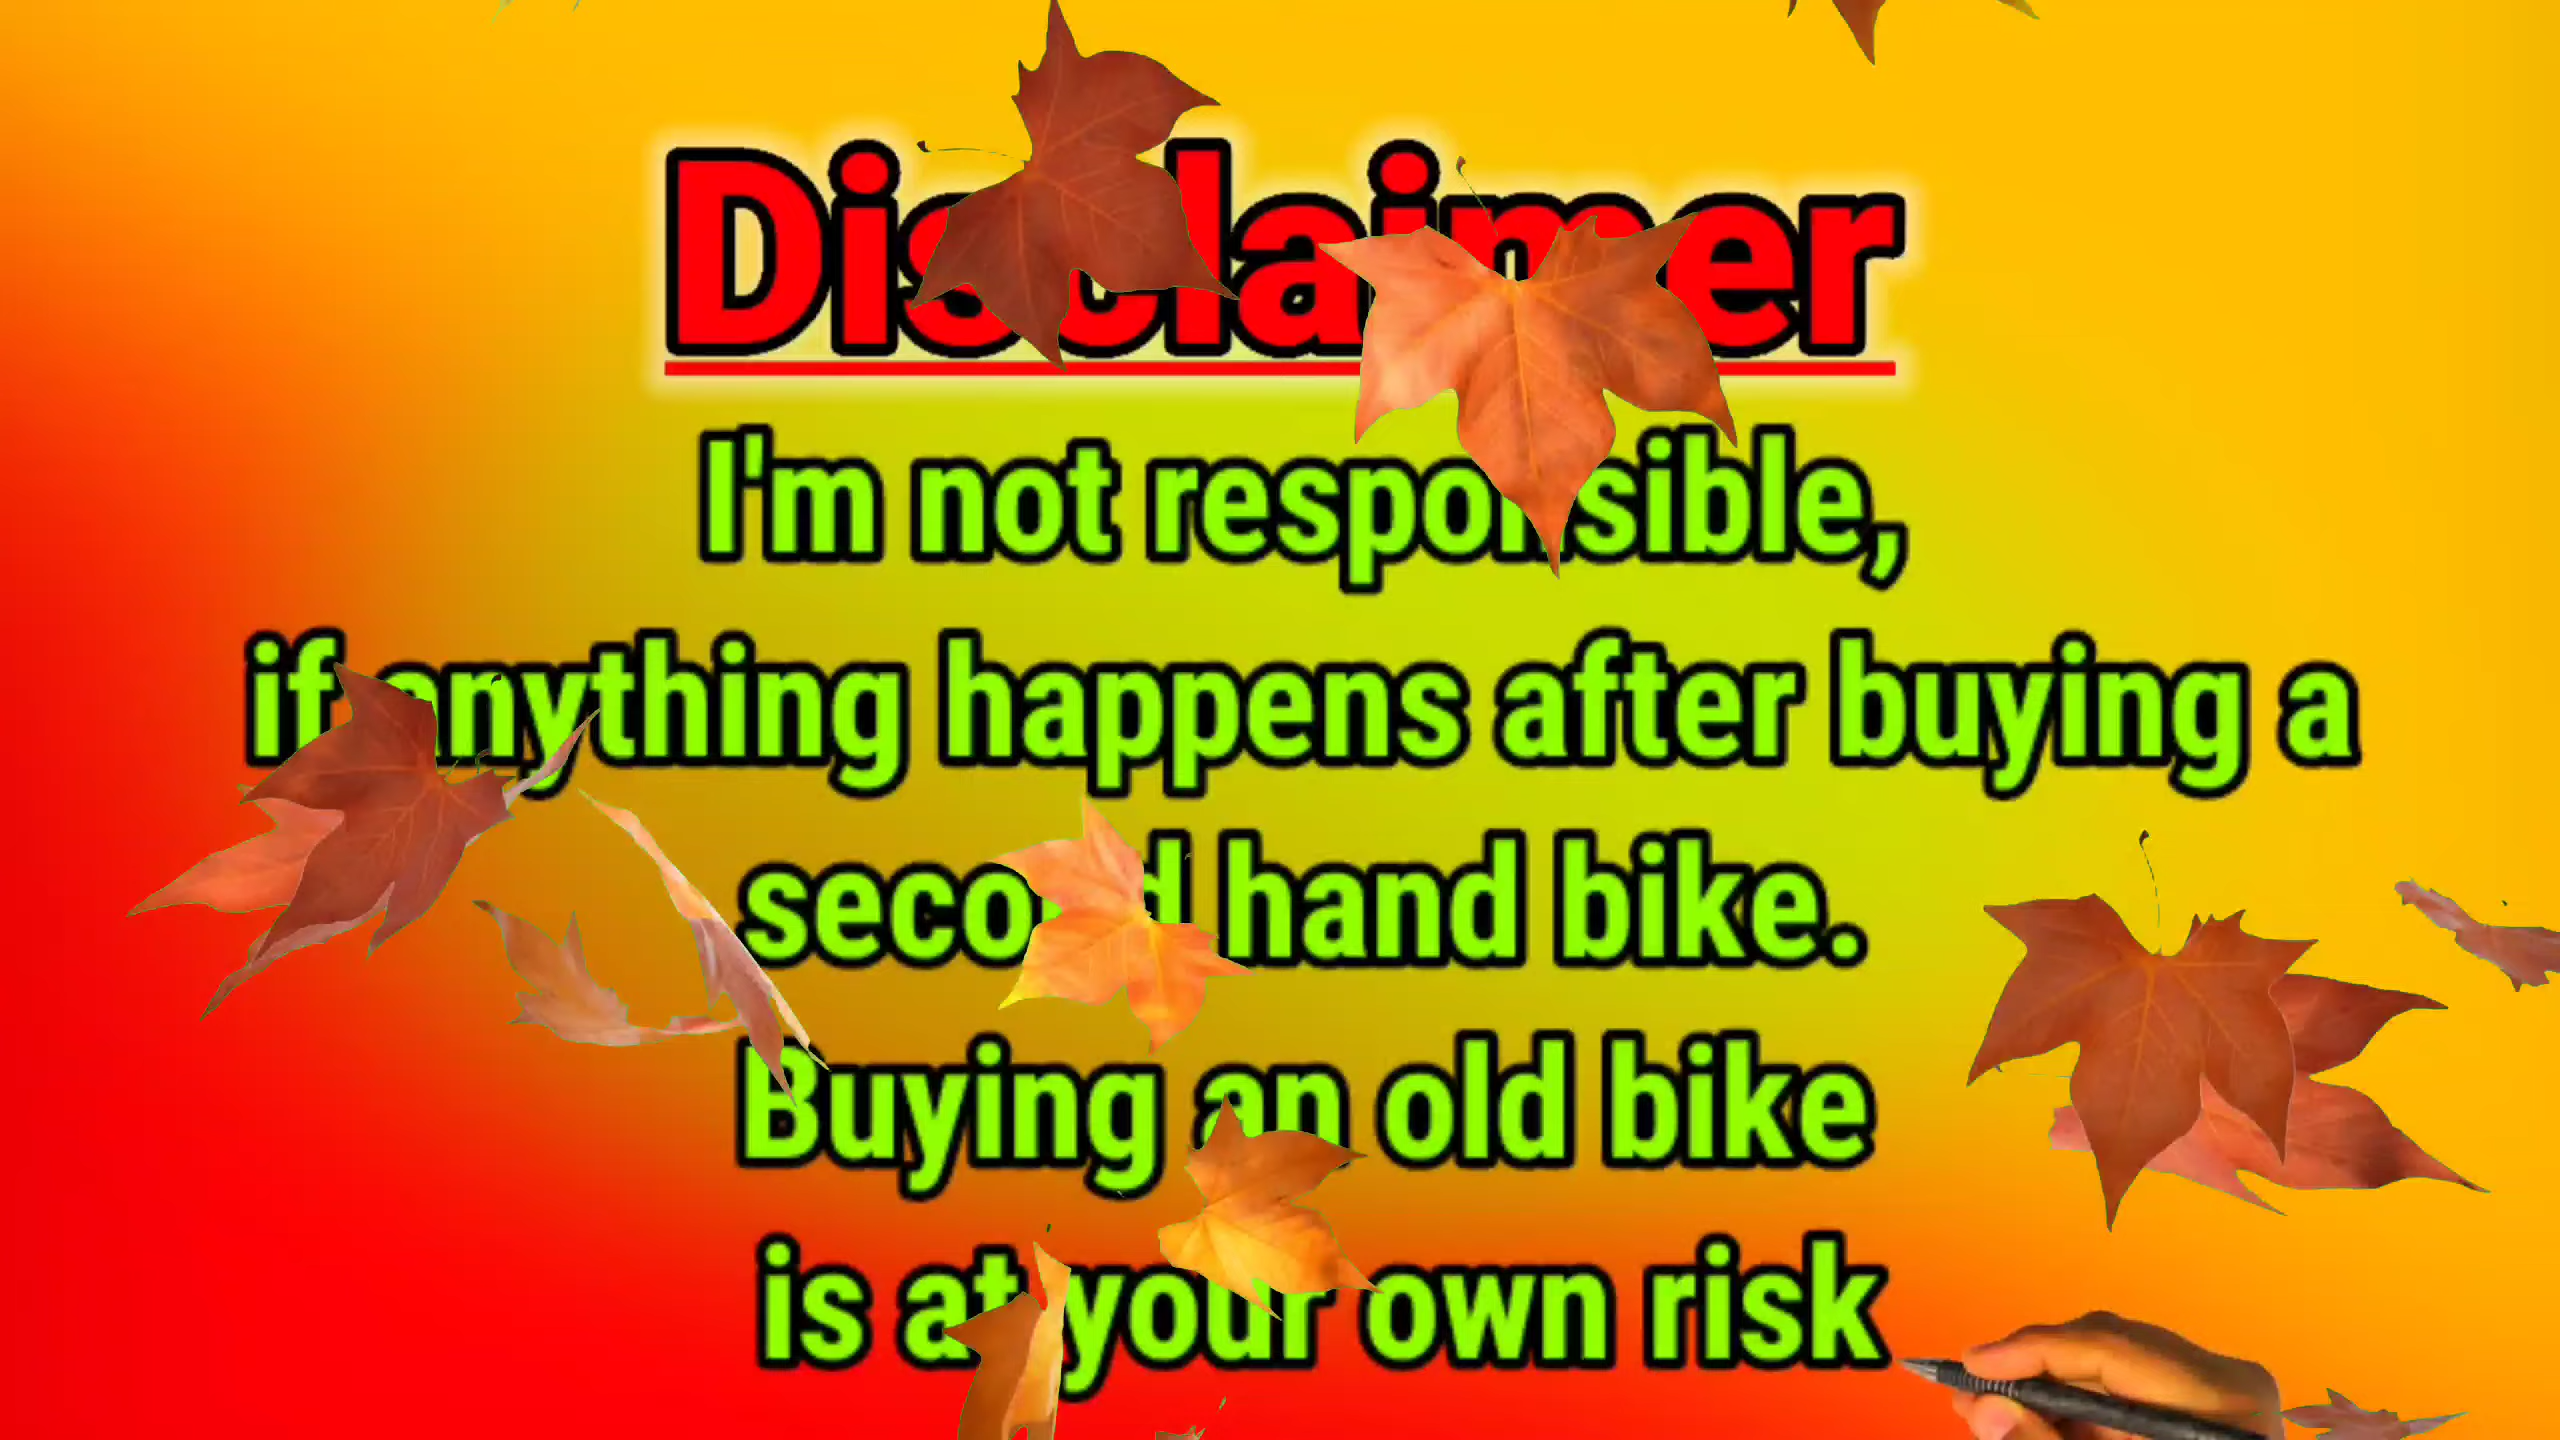 Disclaimer
I'm not responsible,
if anything happens after buying a
second hand bike.
Buying an old bike
is at your own risk